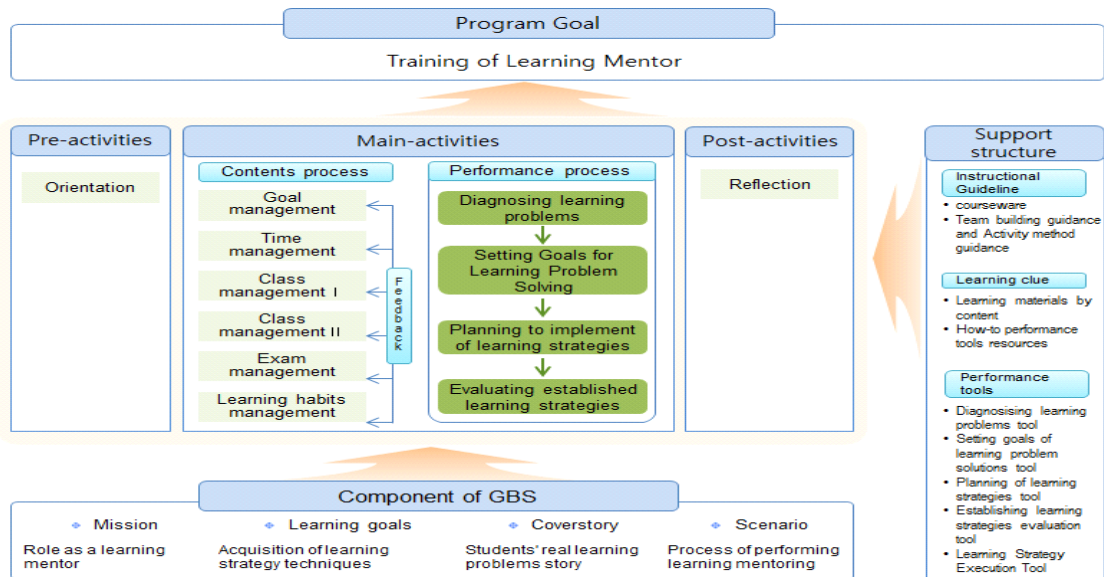 Program Goal
Training of Learning Mentor
Pre-activities
Orientation
Main-activities
Contents process
Goal
management
Time
management
Class
management I
Class
management II
Exam
management
Learning habits
management
Feedback
Performance process
Diagnosing learning
problems
Setting Goals for
Learning Problem
Solving
Planning to implement
of learning strategies
Evaluating established
learning strategies
Post-activities
Reflection
Support
structure
Instructional
Guideline
• courseware
• Team building guidance
and Activity method
guidance
Learning clue
• Learning materials by
content
• How-to performance
tools resources
Performance
tools
• Diagnosising learning
problems tool
• Setting goals of
learning problem
solutions tool
• Planning of learning
strategies tool
• Establishing learning
strategies evaluation
tool
• Learning Strategy
Execution Tool
Component of GBS
❖ Mission
Role as a learning
mentor
❖ Learning goals
Acquisition of learning
strategy techniques
❖ Coverstory
Students' real learning
problems story
❖ Scenario
Process of performing
learning mentoring